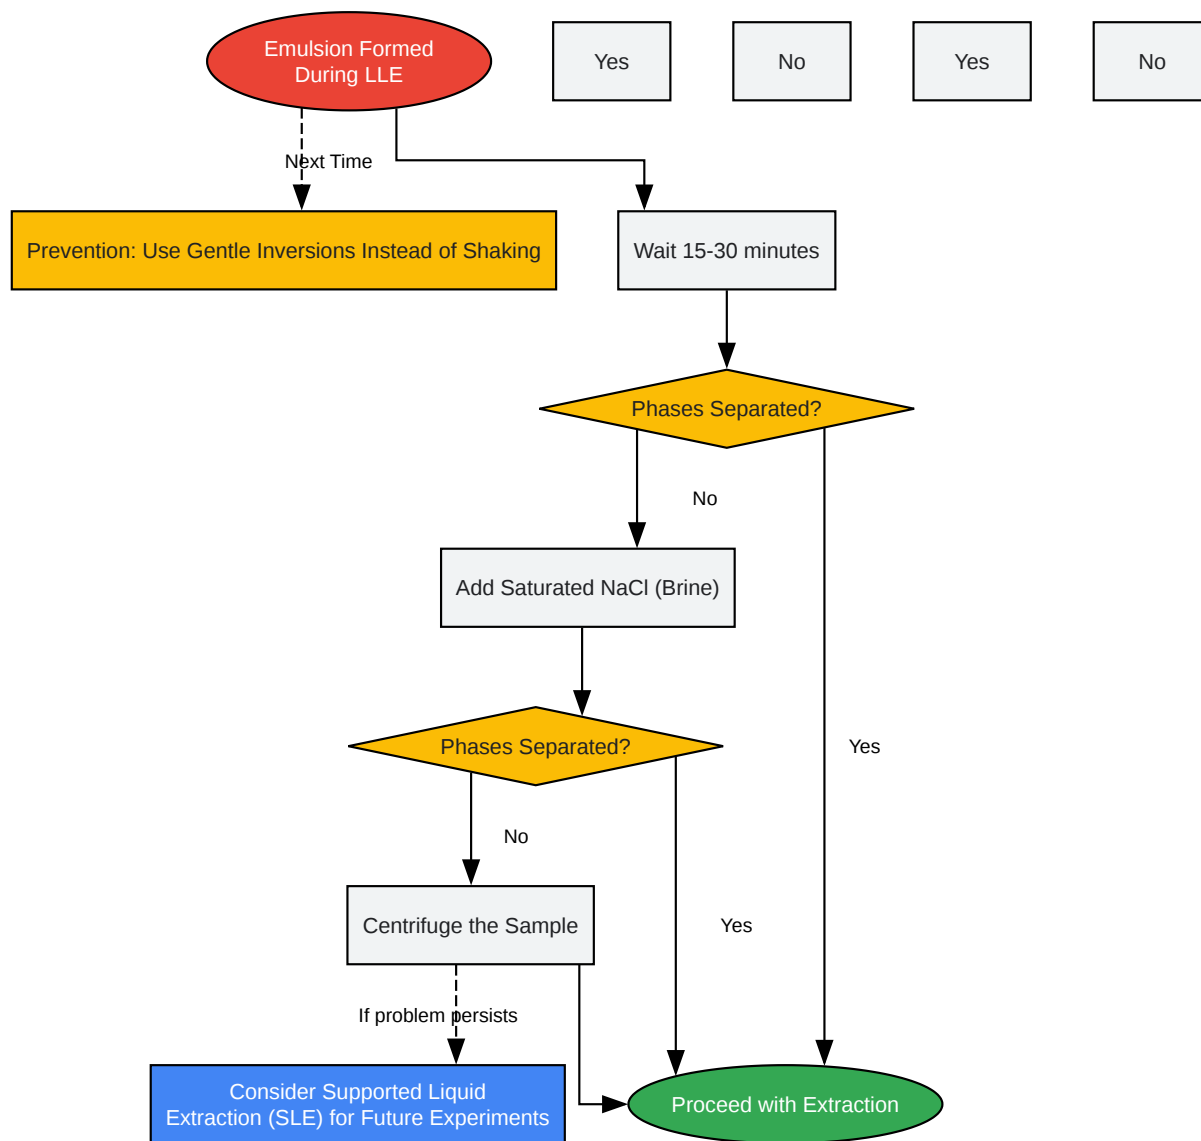 Emulsion Formed
During LLE
Yes
No
Yes
No
Next Time
Prevention: Use Gentle Inversions Instead of Shaking
Wait 15-30 minutes
Phases Separated?
No
Add Saturated NaCl (Brine)
Phases Separated?
Yes
No
Centrifuge the Sample
Yes
If problem persists
Consider Supported Liquid
Extraction (SLE) for Future Experiments
Proceed with Extraction